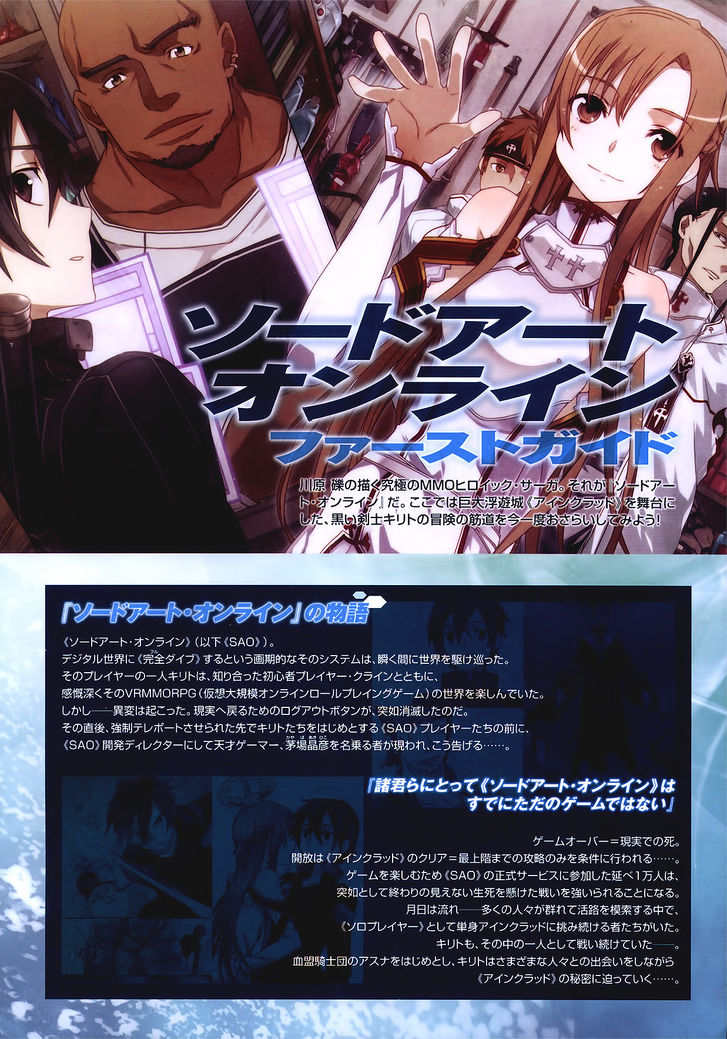 ソードアート
オンライン
ファーストガイド
川原 礫の描く究極のMMOヒロイック・サーガ。それが『ソードアー
ト・オンライン』だ。ここでは巨大浮遊城《アインクラッド》を舞台に
した、黒い剣士キリトの冒険の筋道を今一度おさらいしてみよう!
『ソードアート・オンライン』の物語
《ソードアート・オンライン》(以下《SAO》)。
デジタル世界に《完全ダイブ》するという画期的なそのシステムは、瞬く間に世界を駆け巡った。
そのプレイヤーの一人キリトは、知り合った初心者プレイヤー・クラインとともに、
感慨深くそのVRMMORPG(仮想大規模オンラインロールプレイングゲーム)の世界を楽しんでいた。
しかし──異変は起こった。現実へ戻るためのログアウトボタンが、突如消滅したのだ。
その直後、強制テレポートさせられた先でキリトたちをはじめとする《SAO》プレイヤーたちの前に、
《SAO》開発ディレクターにして天才ゲーマー、茅場晶彦を名乗る者が現われ、こう告げる……。
『諸君らにとって《ソードアート・オンライン》は
すでにただのゲームではない』
ゲームオーバー=現実での死。
開放は《アインクラッド》のクリア=最上階までの攻略のみを条件に行われる……。
ゲームを楽しむため《SAO》の正式サービスに参加した延べ1万人は、
突如として終わりの見えない生死を懸けた戦いを強いられることになる。
月日は流れ──多くの人々が群れて活路を模索する中で、
《ソロプレイヤー》として単身アインクラッドに挑み続ける者たちがいた。
キリトも、その中の一人として戦い続けていた──。
血盟騎士団のアスナをはじめとし、キリトはさまざまな人々との出会いをしながら
《アインクラッド》の秘密に迫っていく……。